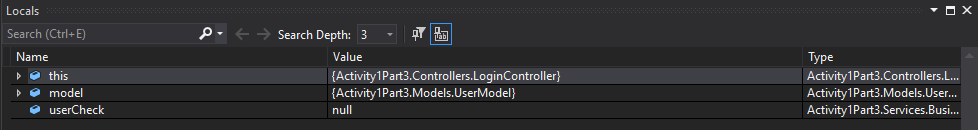 Locals
Search (Ctrl+E) Search Depth: 3
Name Value Type
this {Activity1Part3.Controllers.LoginController} Activity1Part3.Controllers.L...
model {Activity1Part3.Models.UserModel} Activity1Part3.Models.User...
userCheck null Activity1Part3.Services.Busi...